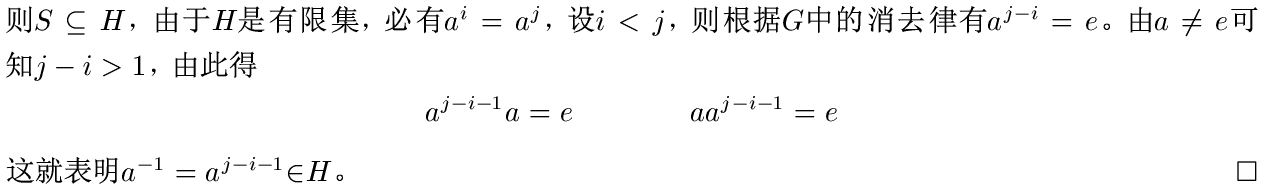 则S ⊆ H，由于H是有限集，必有a^i = a^j，设i < j，则根据G中的消去律有a^{j−i} = e。由a ≠ e可
知j − i > 1，由此得
a^{j−i−1}a = e aa^{j−i−1} = e
这就表明a^{−1} = a^{j−i−1}∈H。 □